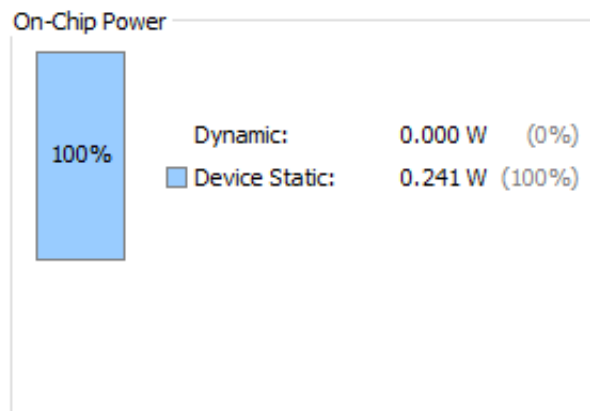 On-Chip Power
100%
Dynamic: 0.000 W (0%)
Device Static: 0.241 W (100%)